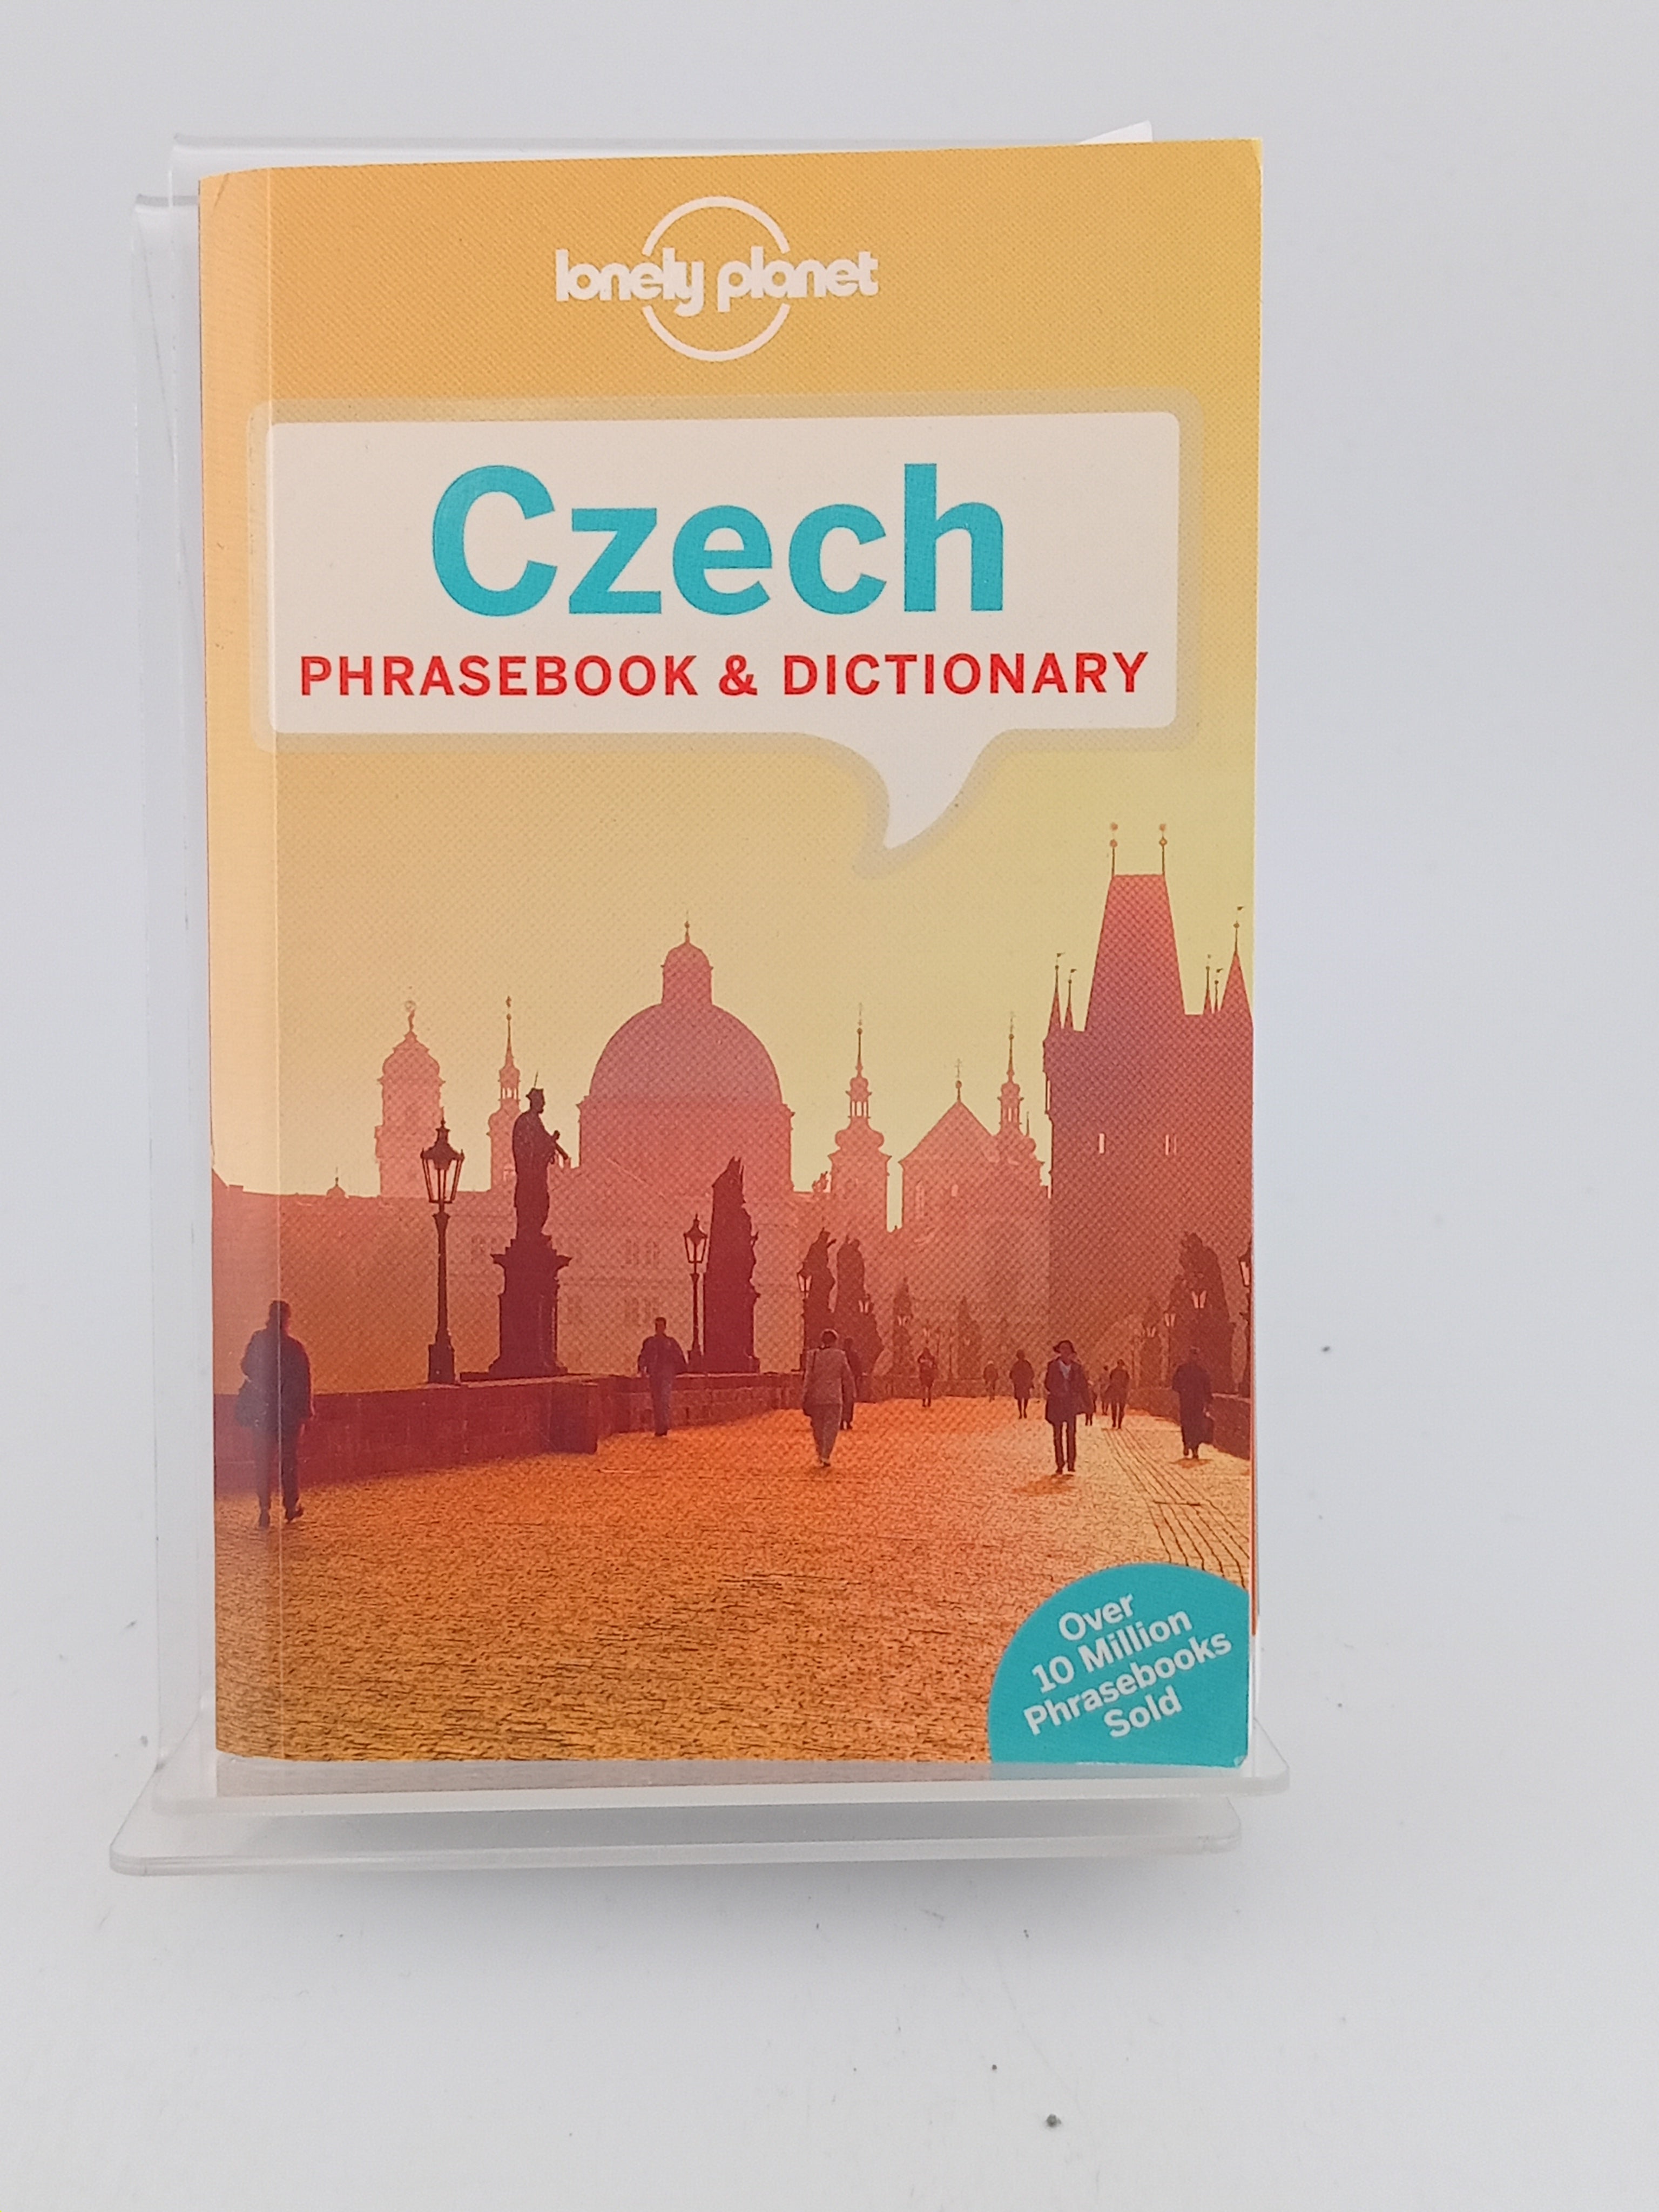 lonely planet
Czech
PHRASEBOOK & DICTIONARY
Over
10 Million
Phrasebooks
Sold